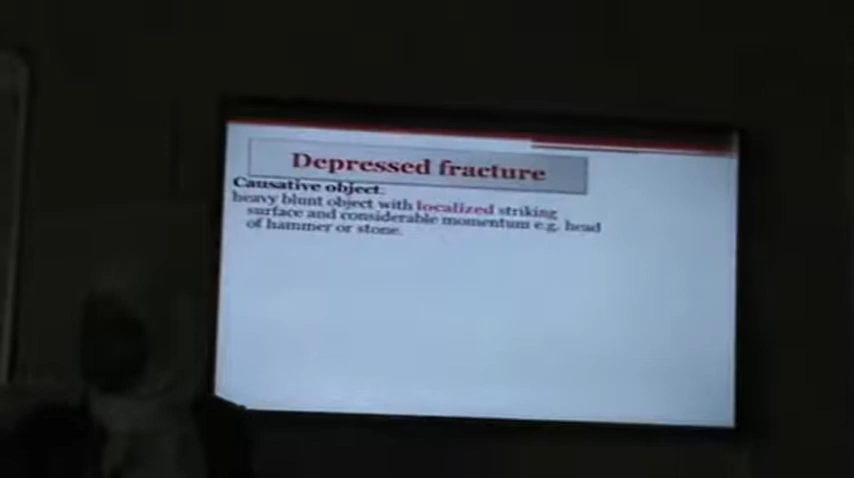 Depressed fracture
Causative object:
heavy blunt object with localized striking
surface and considerable momentum e.g. head
of hammer or stone.